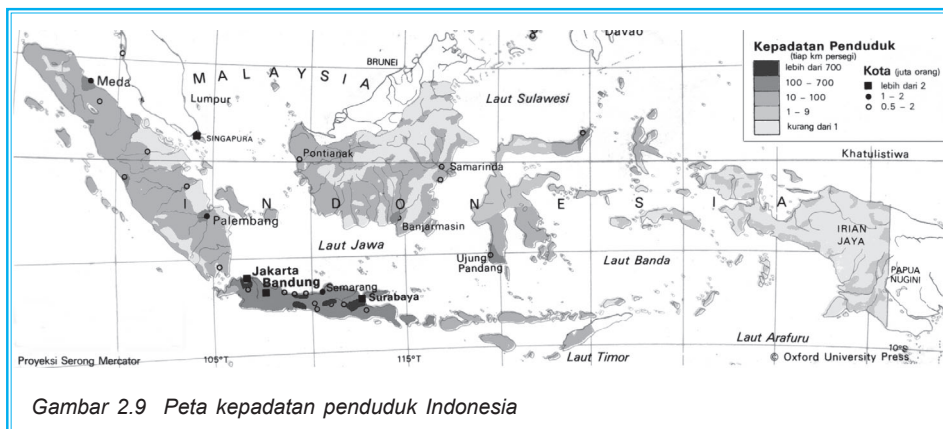 Davao
BRUNEI
Kepadatan Penduduk
(tiap km persegi)
lebih dari 700
100 – 700
10 – 100
1 – 9
kurang dari 1
Kota (juta orang)
lebih dari 2
1 – 2
0.5 – 2
Meda
MALAYSIA
Lumpur
SINGAPURA
Laut Sulawesi
Khatulistiwa
Pontianak
Samarinda
INDONESIA
Palembang
Banjarmasin
IRIAN
JAYA
Laut Jawa
Ujung
Pandang
Laut Banda
PAPUA
NUGINI
Jakarta
Bandung
Semarang
Surabaya
Laut Arafuru
Laut Timor
10°S
Proyeksi Serong Mercator
105°T
115°T
© Oxford University Press
Gambar 2.9 Peta kepadatan penduduk Indonesia